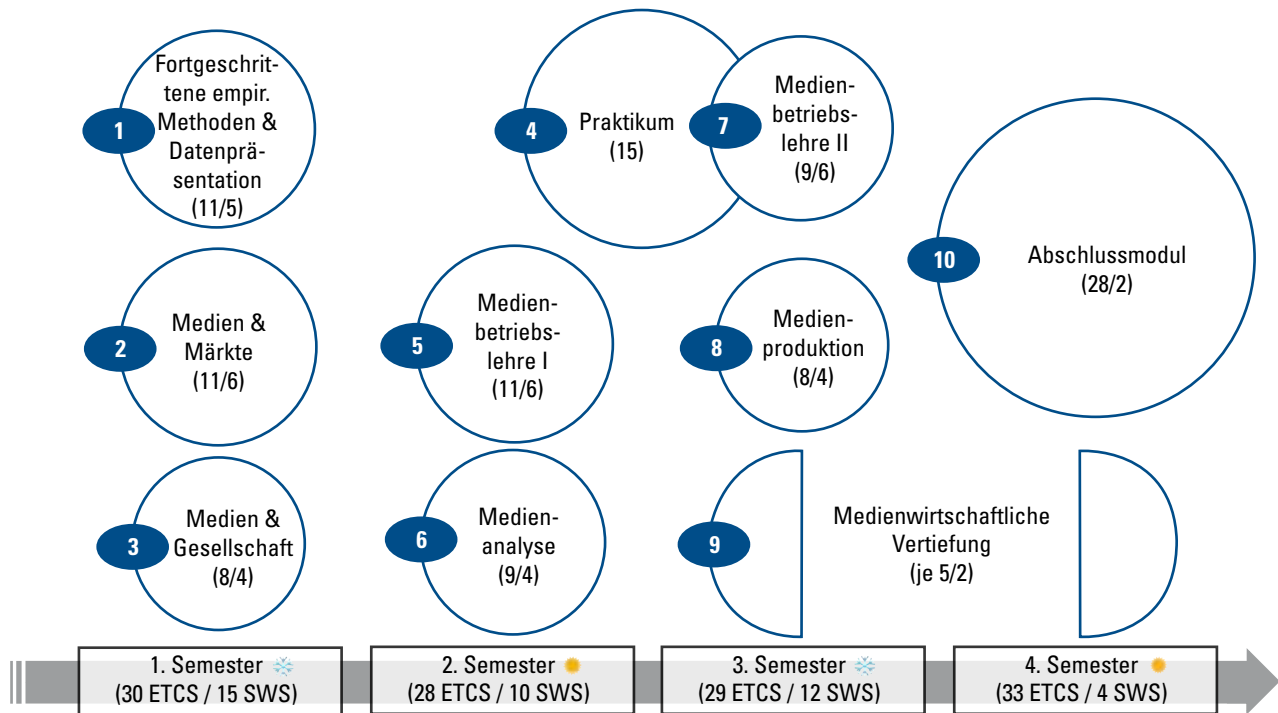 1
Fortgeschrit-
tene empir.
Methoden &
Datenprä-
sentation
(11/5)
4
Praktikum
(15)
7
Medien-
betriebs-
lehre II
(9/6)
10
Abschlussmodul
(28/2)
2
Medien &
Märkte
(11/6)
5
Medien-
betriebs-
lehre I
(11/6)
8
Medien-
produktion
(8/4)
3
Medien &
Gesellschaft
(8/4)
6
Medien-
analyse
(9/4)
9
Medienwirtschaftliche
Vertiefung
(je 5/2)
1. Semester
(30 ETCS / 15 SWS)
2. Semester
(28 ETCS / 10 SWS)
3. Semester
(29 ETCS / 12 SWS)
4. Semester
(33 ETCS / 4 SWS)